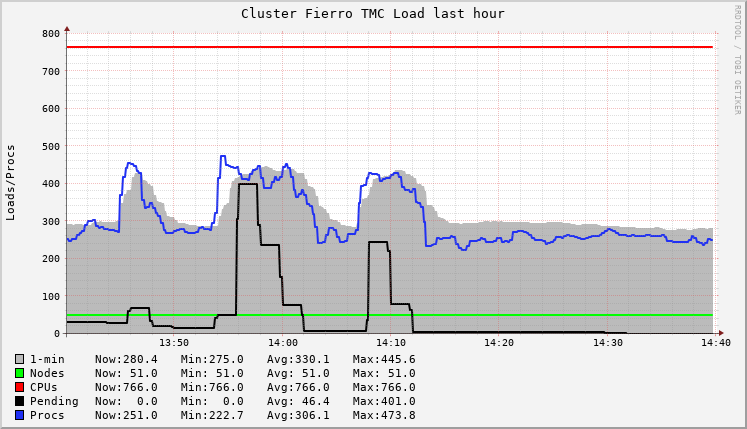 Cluster Fierro TMC Load last hour
RRDTOOL / TOBI OETIKER
Loads/Procs
800
700
600
500
400
300
200
100
0
13:50 14:00 14:10 14:20 14:30 14:40
1-min Now:280.4 Min:275.0 Avg:330.1 Max:445.6
Nodes Now: 51.0 Min: 51.0 Avg: 51.0 Max: 51.0
CPUs Now:766.0 Min:766.0 Avg:766.0 Max:766.0
Pending Now: 0.0 Min: 0.0 Avg: 46.4 Max:401.0
Procs Now:251.0 Min:222.7 Avg:306.1 Max:473.8